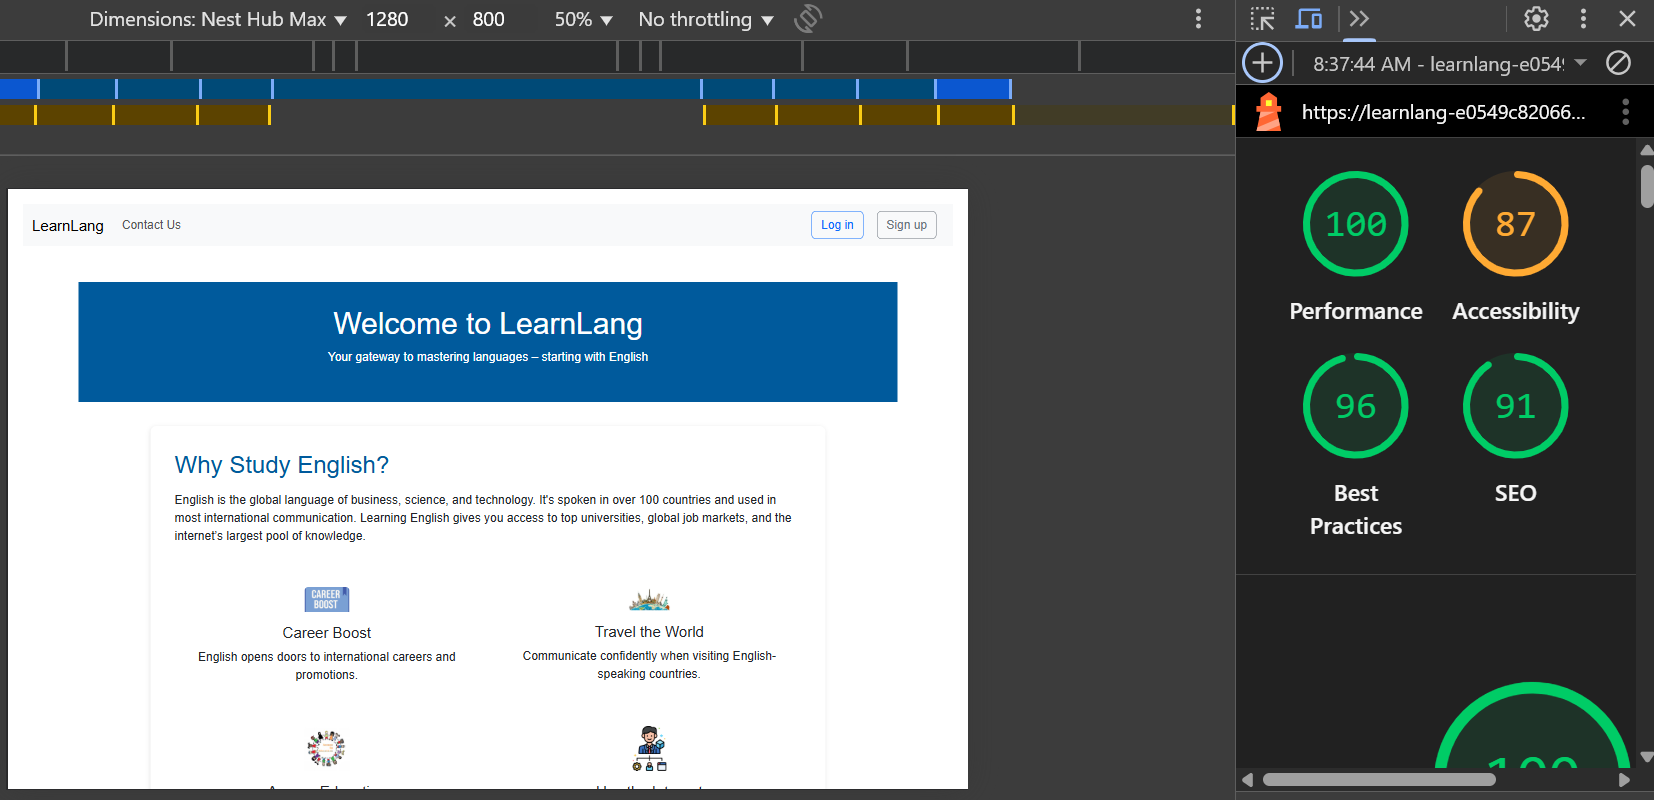 Dimensions: Nest Hub Max ▼ 1280 × 800 50% ▼ No throttling ▼
8:37:44 AM - learnlang-e054
https://learnlang-e0549c82066...
100
Performance
87
Accessibility
96
Best
Practices
91
SEO
100
LearnLang Contact Us Log in Sign up
Welcome to LearnLang
Your gateway to mastering languages – starting with English
Why Study English?
English is the global language of business, science, and technology. It's spoken in over 100 countries and used in
most international communication. Learning English gives you access to top universities, global job markets, and the
internet's largest pool of knowledge.
CAREER
BOOST
Career Boost
English opens doors to international careers and
promotions.
Travel the World
Communicate confidently when visiting English-
speaking countries.